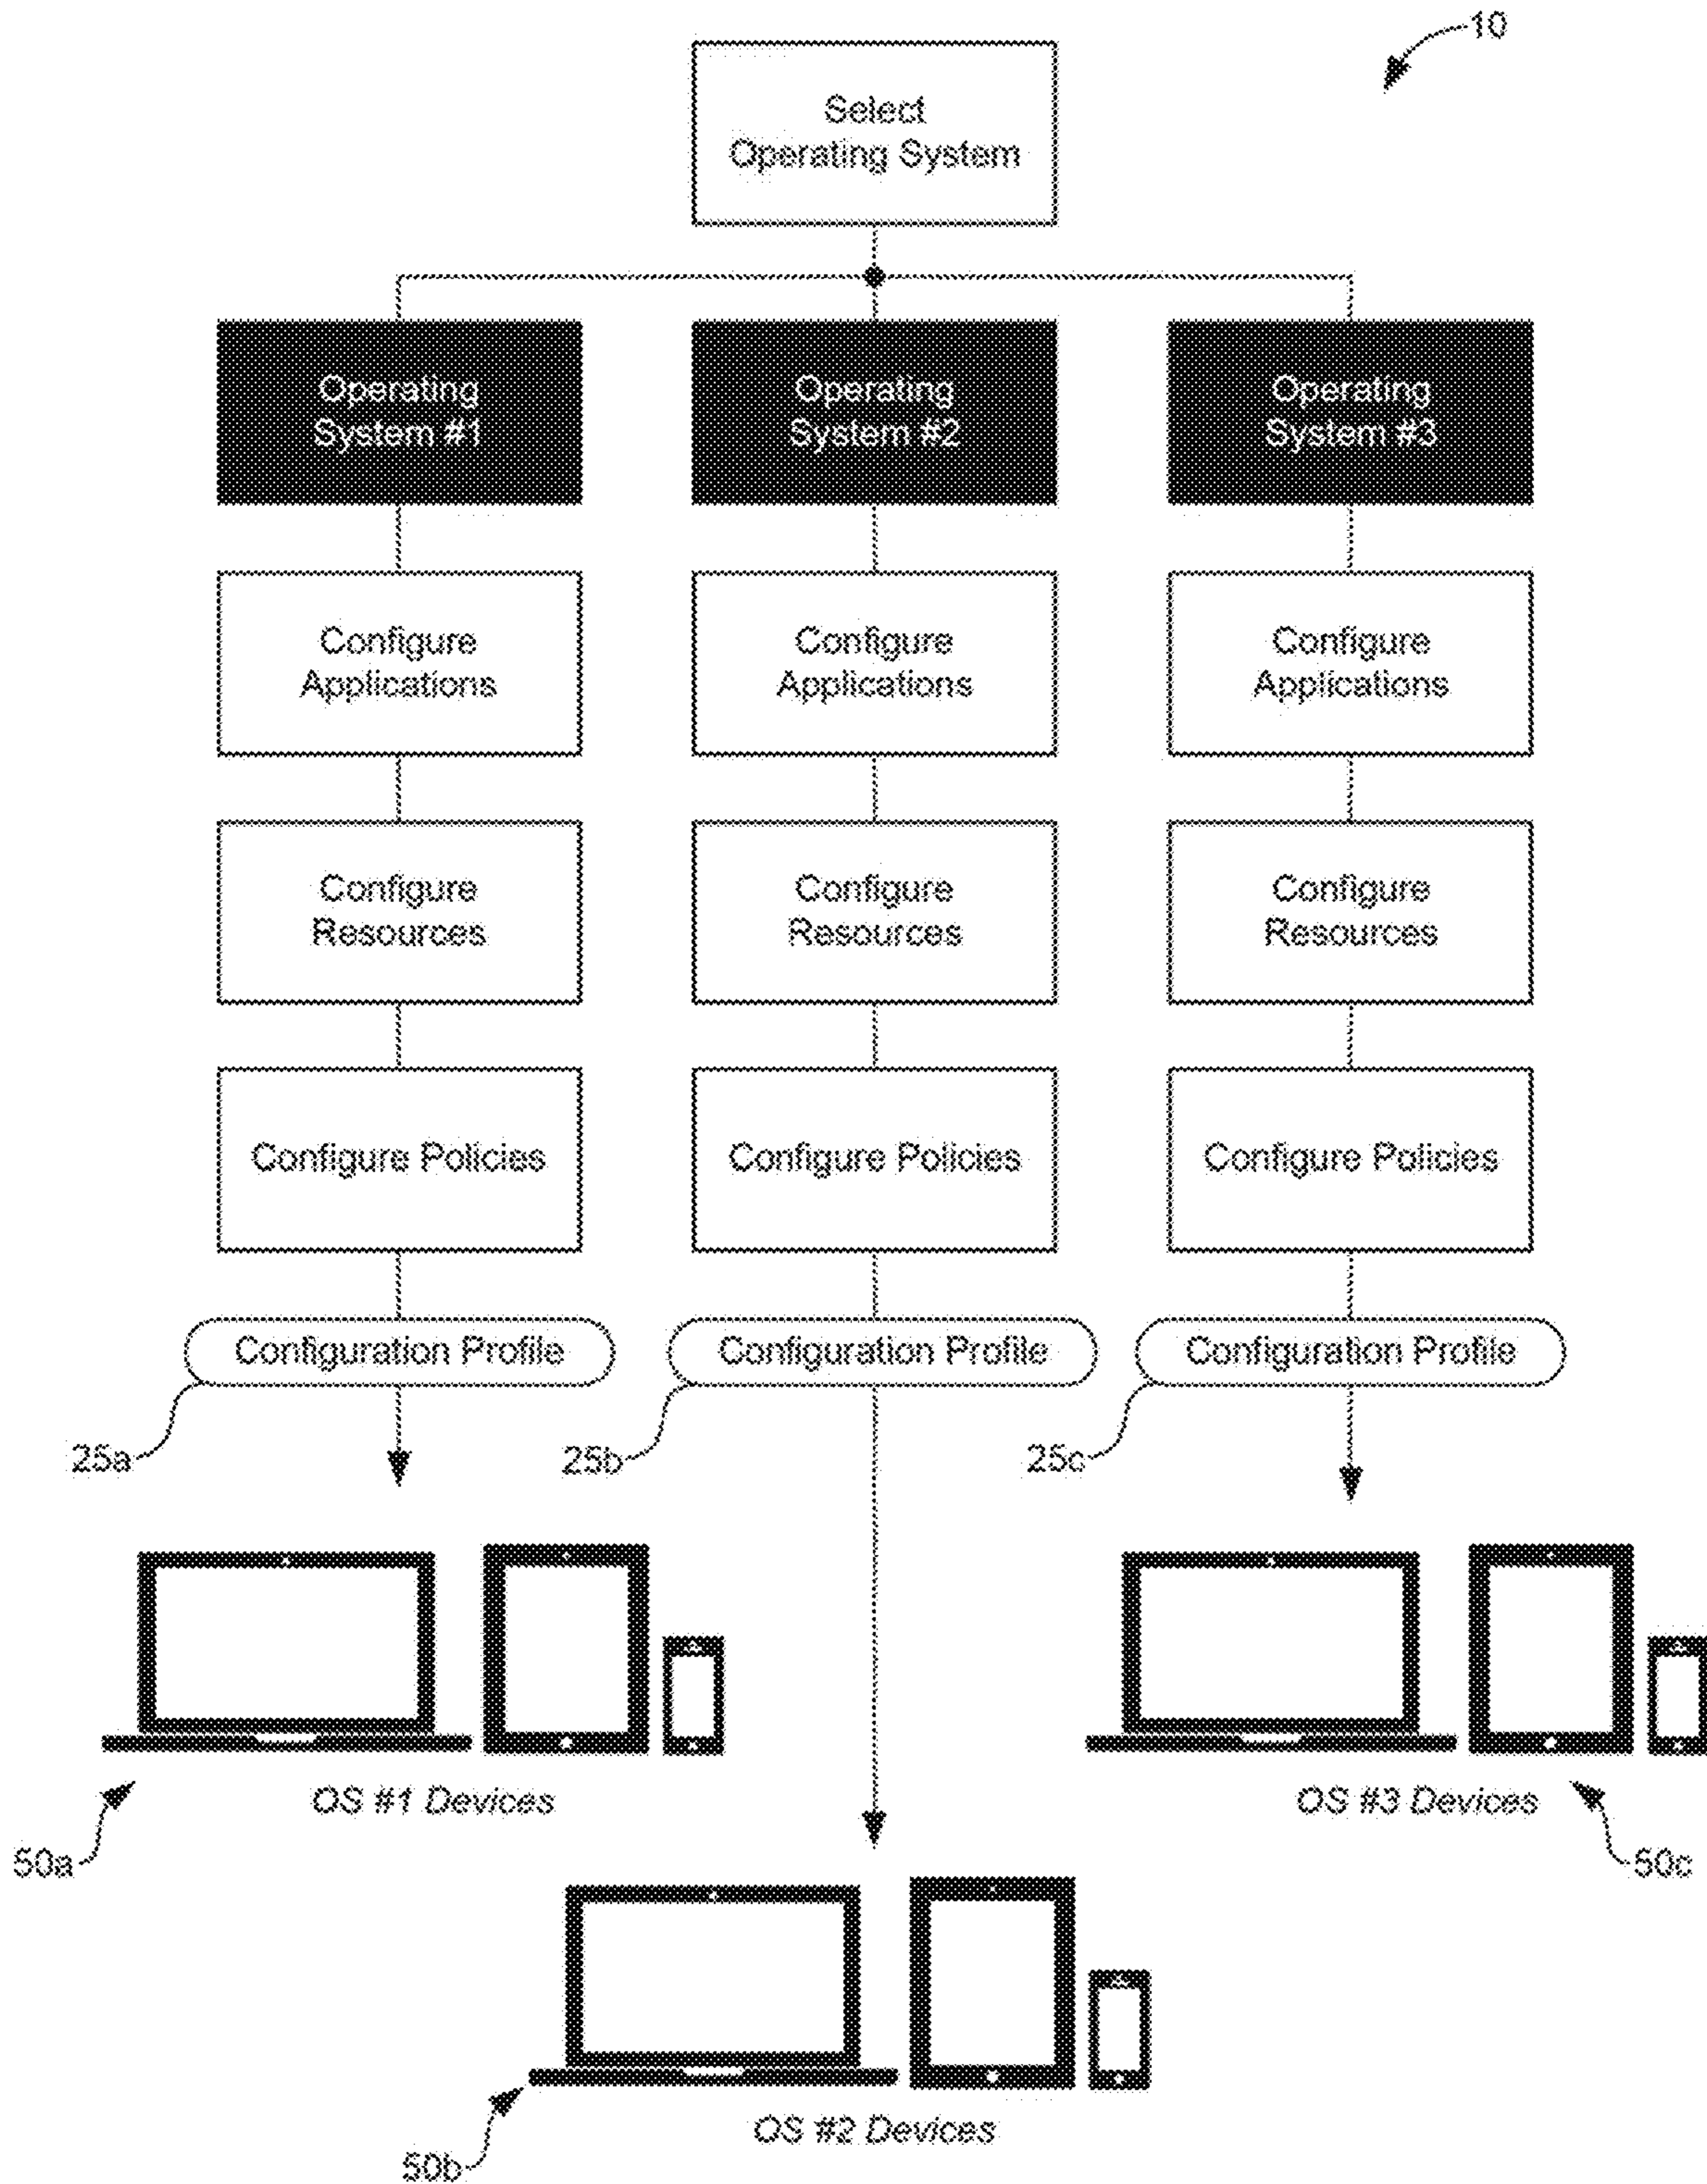 10
Select
Operating System
Operating
System #1
Operating
System #2
Operating
System #3
Configure
Applications
Configure
Applications
Configure
Applications
Configure
Resources
Configure
Resources
Configure
Resources
Configure Policies
Configure Policies
Configure Policies
Configuration Profile
Configuration Profile
Configuration Profile
25a
25b
25c
OS #1 Devices
OS #3 Devices
50a
50c
OS #2 Devices
50b